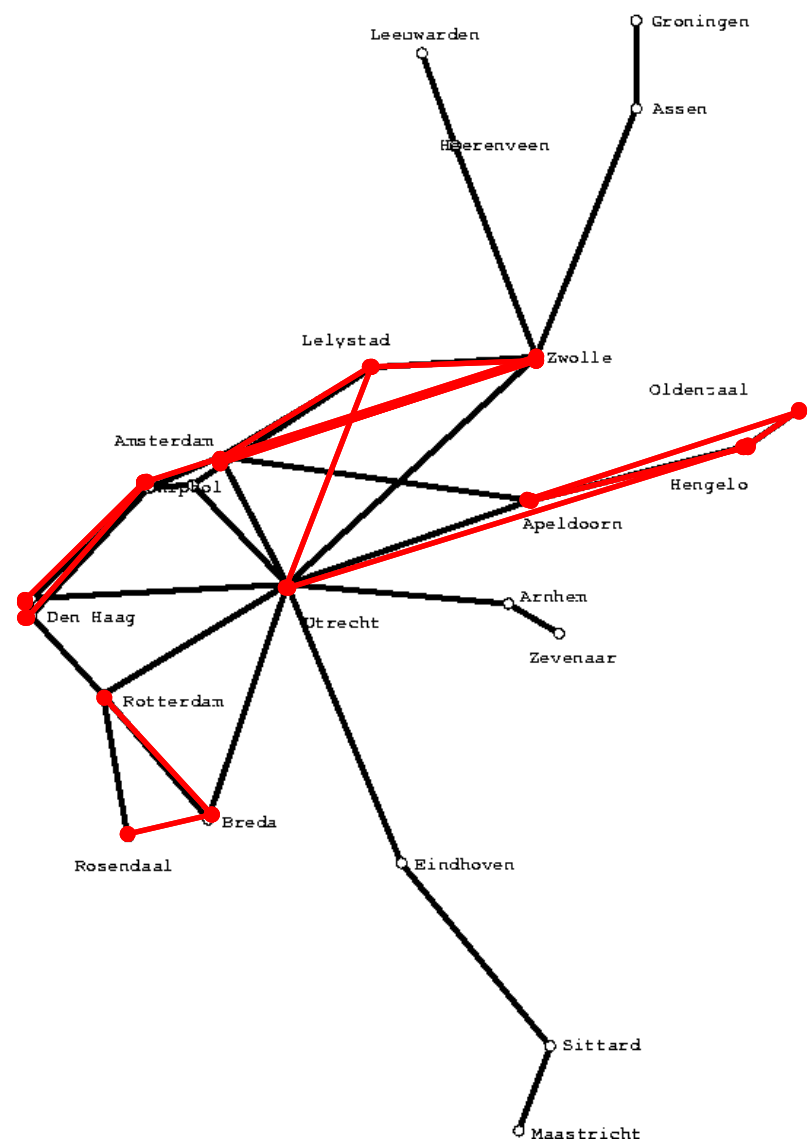 Groningen
Leeuwarden
Assen
Heerenveen
Lelystad
Zwolle
Oldenzaal
Amsterdam
Hengelo
Apeldoorn
Arnhem
Den Haag
Utrecht
Zevenaar
Rotterdam
Breda
Rosendaal
Eindhoven
Sittard
Maastricht